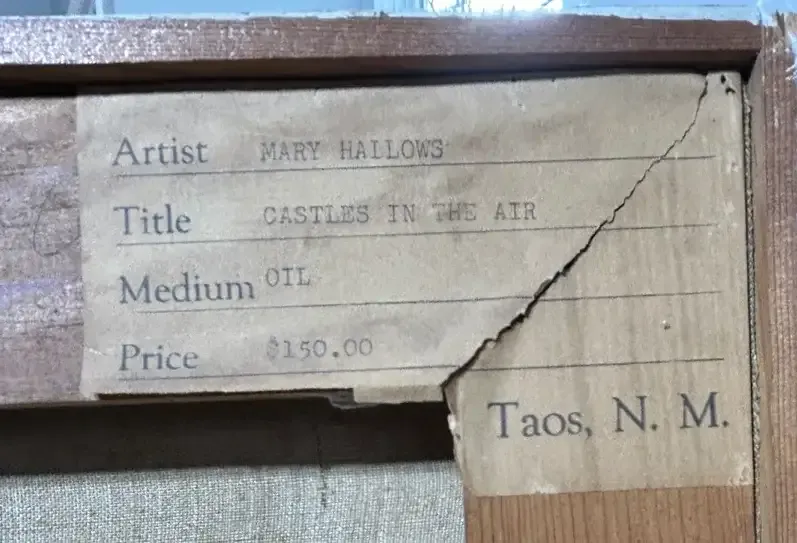 Artist MARY HALLOWS
Title CASTLES IN THE AIR
Medium OIL
Price $150.00
Taos, N. M.